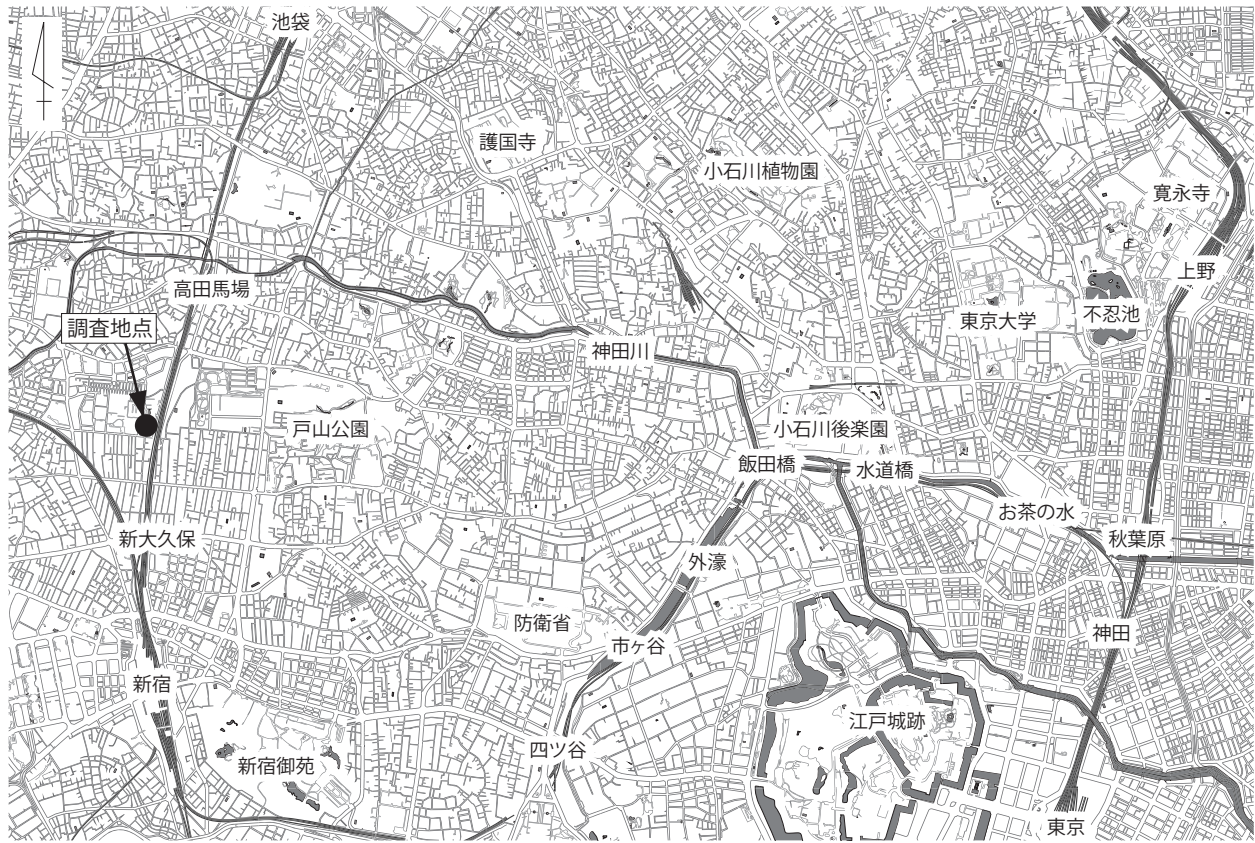 池袋
護国寺
小石川植物園
寛永寺
上野
高田馬場
不忍池
東京大学
調査地点
神田川
戸山公園
小石川後楽園
飯田橋
水道橋
お茶の水
秋葉原
新大久保
外濠
防衛省
市ヶ谷
神田
新宿
江戸城跡
四ツ谷
新宿御苑
東京